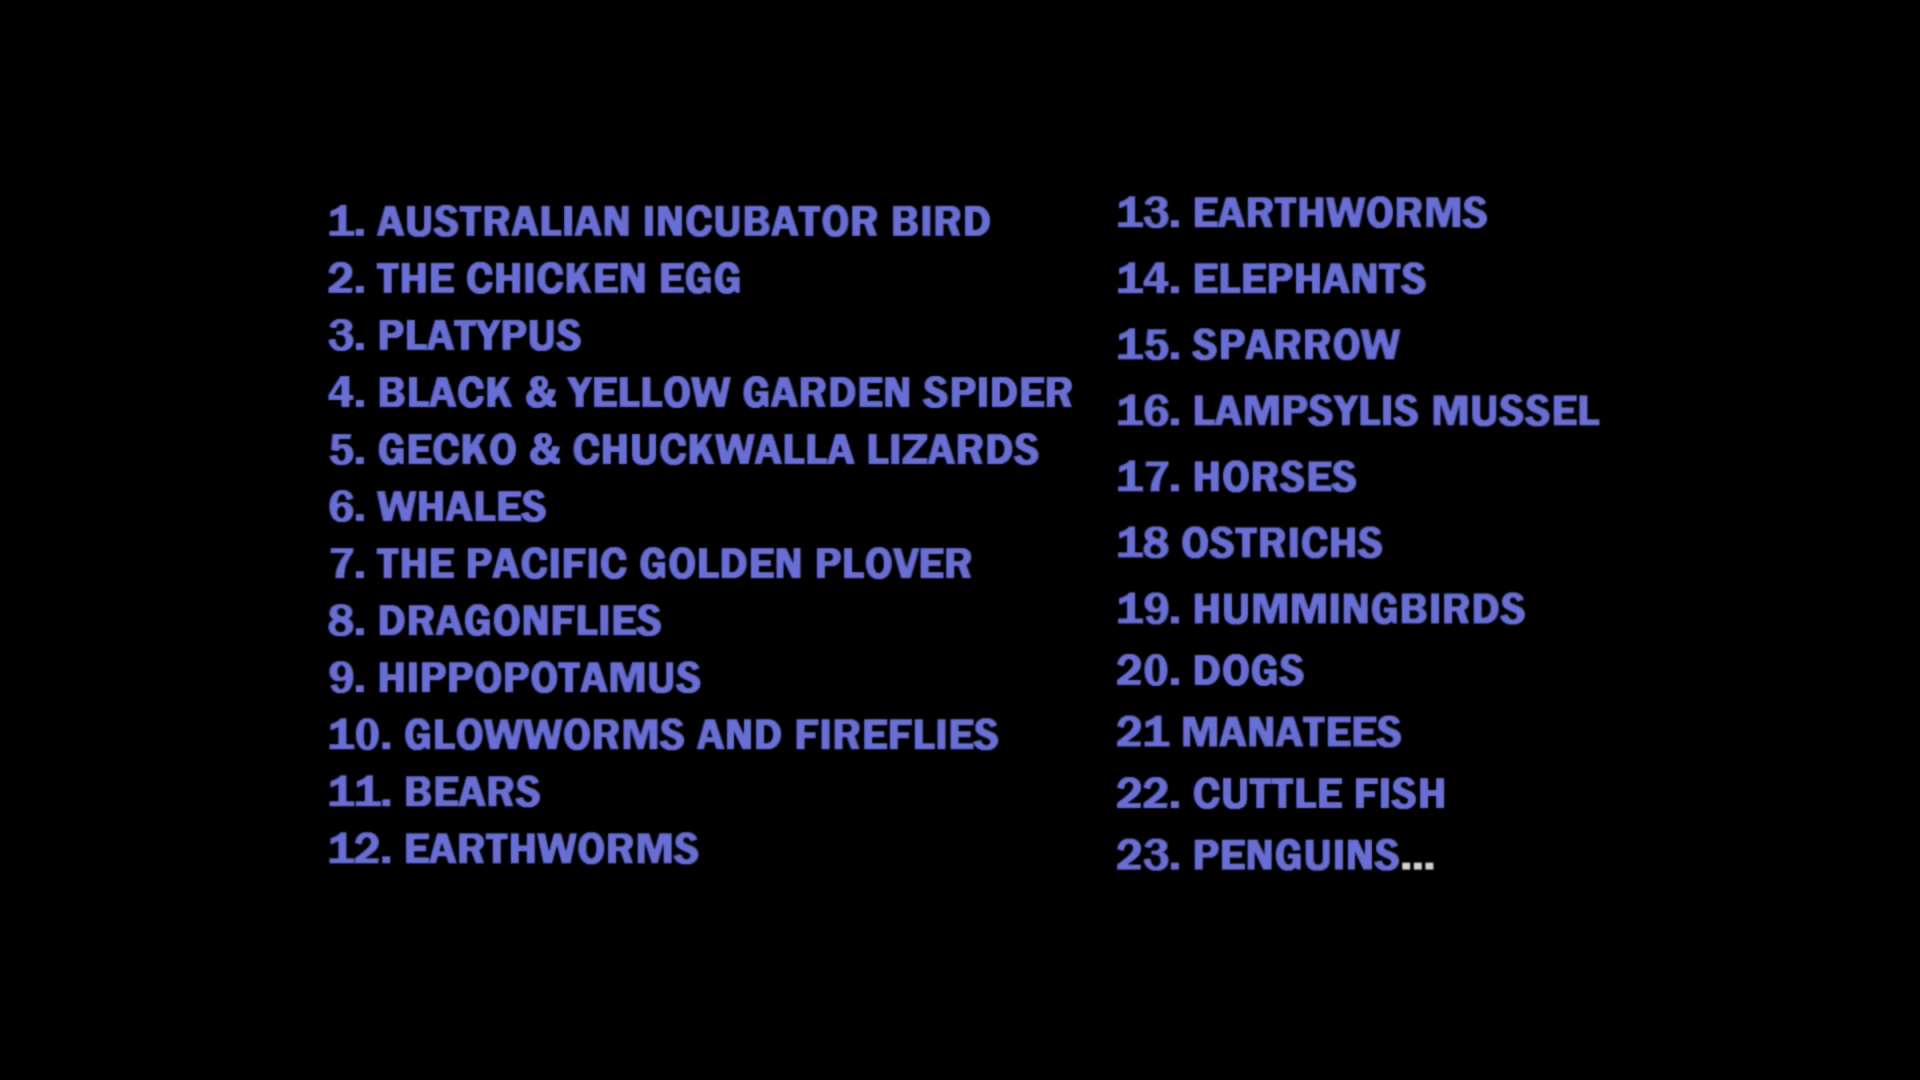 1. AUSTRALIAN INCUBATOR BIRD
2. THE CHICKEN EGG
3. PLATYPUS
4. BLACK & YELLOW GARDEN SPIDER
5. GECKO & CHUCKWALLA LIZARDS
6. WHALES
7. THE PACIFIC GOLDEN PLOVER
8. DRAGONFLIES
9. HIPPOPOTAMUS
10. GLOWWORMS AND FIREFLIES
11. BEARS
12. EARTHWORMS
13. EARTHWORMS
14. ELEPHANTS
15. SPARROW
16. LAMPSYLIS MUSSEL
17. HORSES
18 OSTRICHS
19. HUMMINGBIRDS
20. DOGS
21 MANATEES
22. CUTTLE FISH
23. PENGUINS...